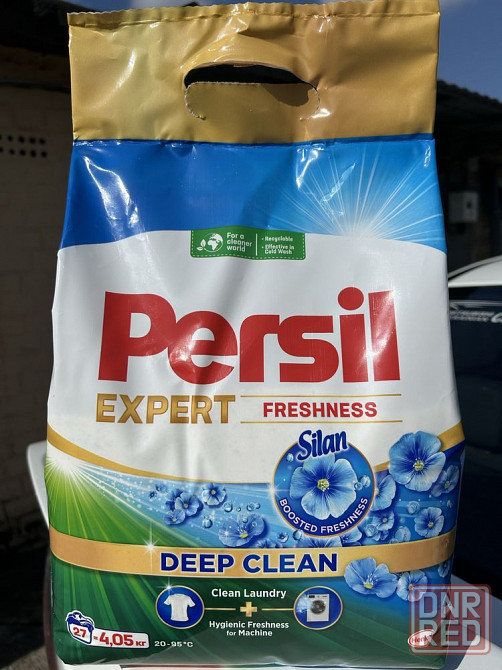 For a
cleaner
world
• Recyclable
• Effective in
Cold Wash
Persil
EXPERT FRESHNESS
Silan
BOOSTED FRESHNESS
DEEP CLEAN
Clean Laundry
+
Hygienic Freshness
for Machine
27=4,05 кг
20-95°C
Henkel
DNR
RED